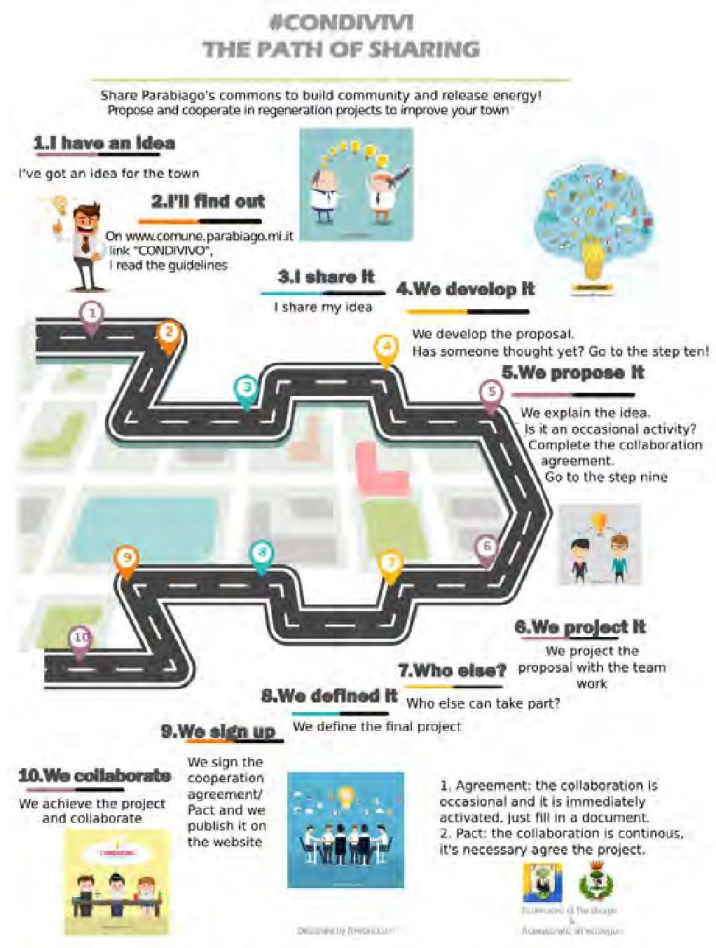 #CONDIVIVI
THE PATH OF SHARING
Share Parabiago's commons to build community and release energy!
Propose and cooperate in regeneration projects to improve your town
1.I have an idea
I've got an idea for the town
2.I'll find out
On www.comune.parabiago.mi.it
link "CONDIVIVO",
I read the guidelines
3.I share it
I share my idea
4.We develop it
We develop the proposal.
Has someone thought yet? Go to the step ten!
5.We propose it
We explain the idea.
Is it an occasional activity?
Complete the collaboration
agreement.
Go to the step nine
1
2
3
4
5
6
7
8
9
10
6.We project it
We project the
proposal with the team
work
7.Who else?
Who else can take part?
8.We defined it
We define the final project
9.We sign up
We sign the
cooperation
agreement/
Pact and we
publish it on
the website
10.We collaborate
We achieve the project
and collaborate
1. Agreement: the collaboration is
occasional and it is immediately
activated, just fill in a document.
2. Pact: the collaboration is continous,
it's necessary agree the project.
Designed by